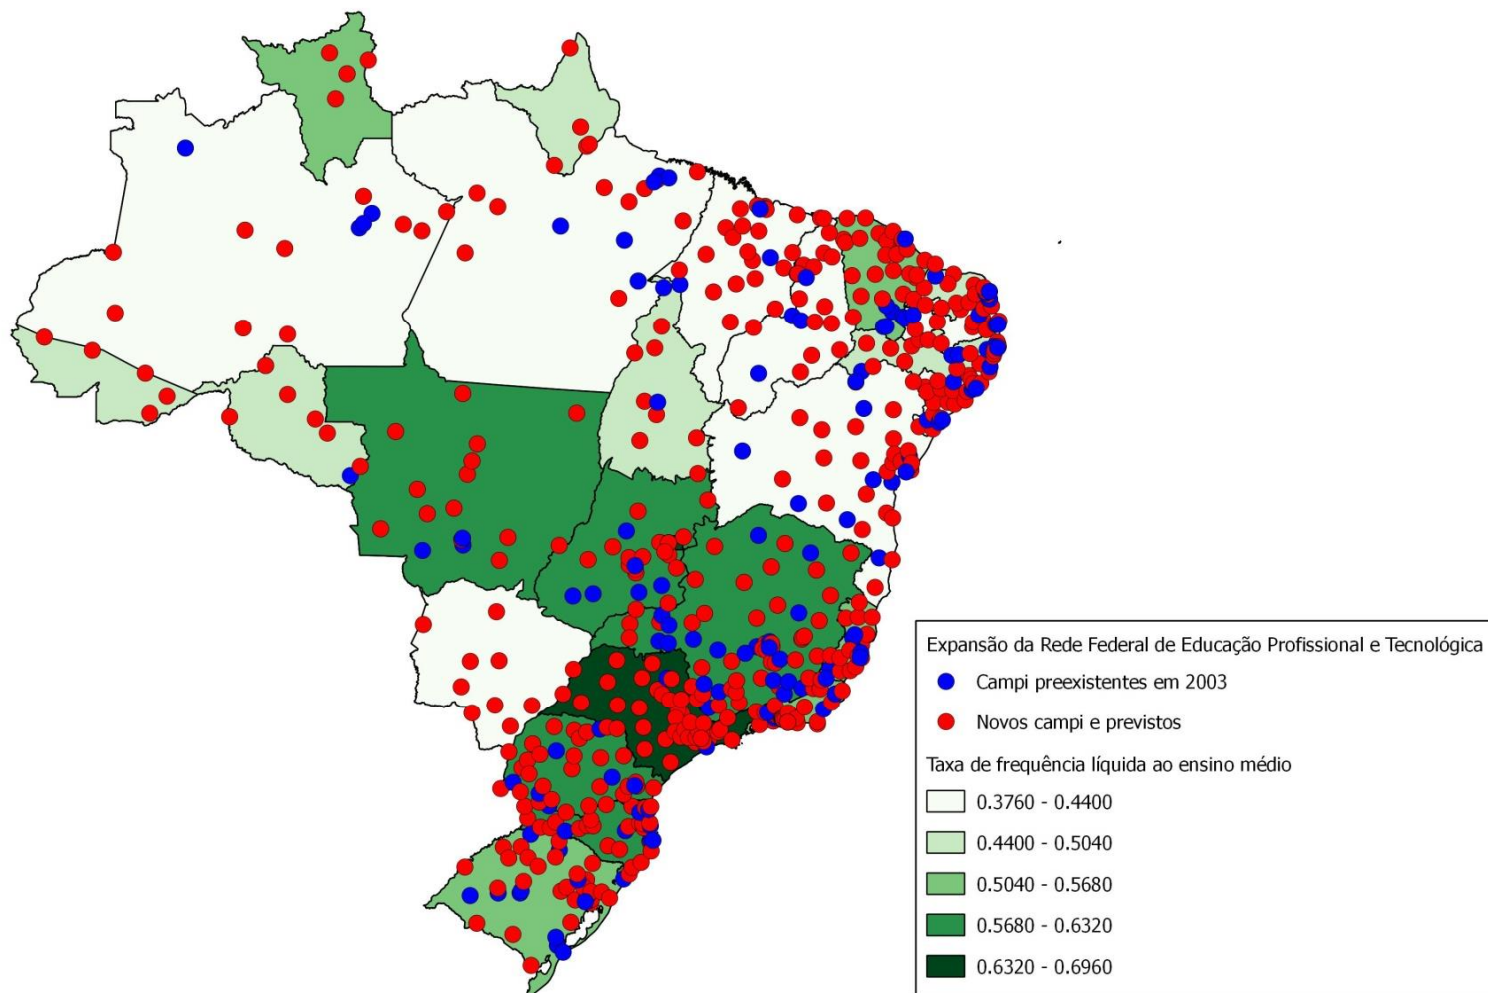 Expansão da Rede Federal de Educação Profissional e Tecnológica
Campi preexistentes em 2003
Novos campi e previstos
Taxa de frequência líquida ao ensino médio
0.3760 - 0.4400
0.4400 - 0.5040
0.5040 - 0.5680
0.5680 - 0.6320
0.6320 - 0.6960